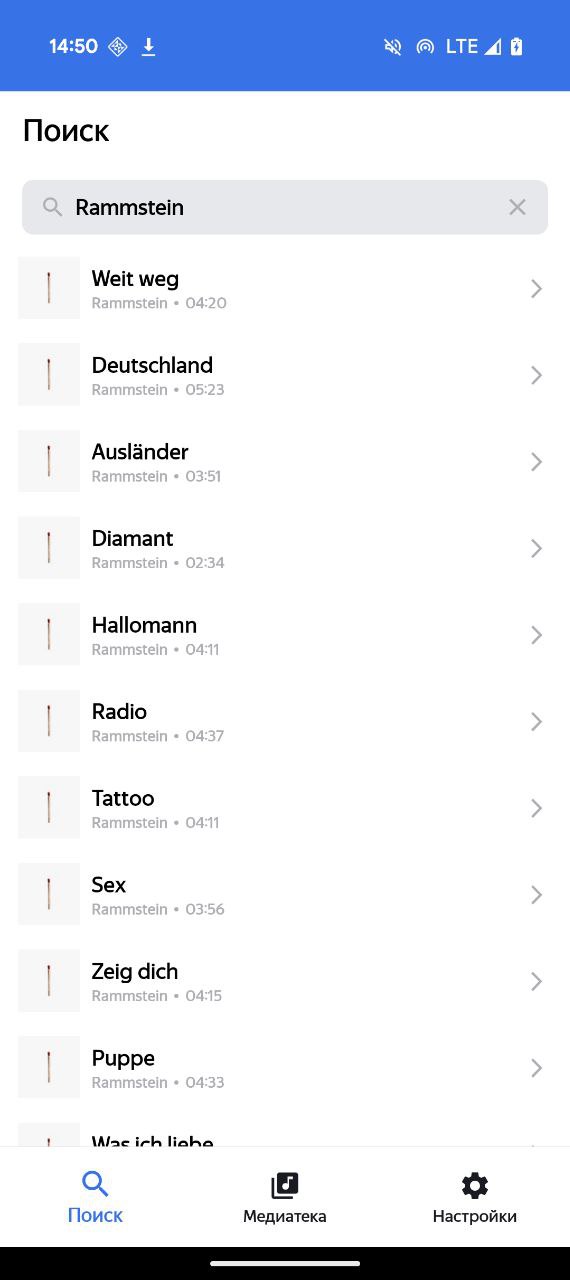 14:50 LTE
Поиск
Rammstein
Weit weg
Rammstein • 04:20
Deutschland
Rammstein • 05:23
Ausländer
Rammstein • 03:51
Diamant
Rammstein • 02:34
Hallomann
Rammstein • 04:11
Radio
Rammstein • 04:37
Tattoo
Rammstein • 04:11
Sex
Rammstein • 03:56
Zeig dich
Rammstein • 04:15
Puppe
Rammstein • 04:33
Was ich liebe
Поиск Медиатека Настройки